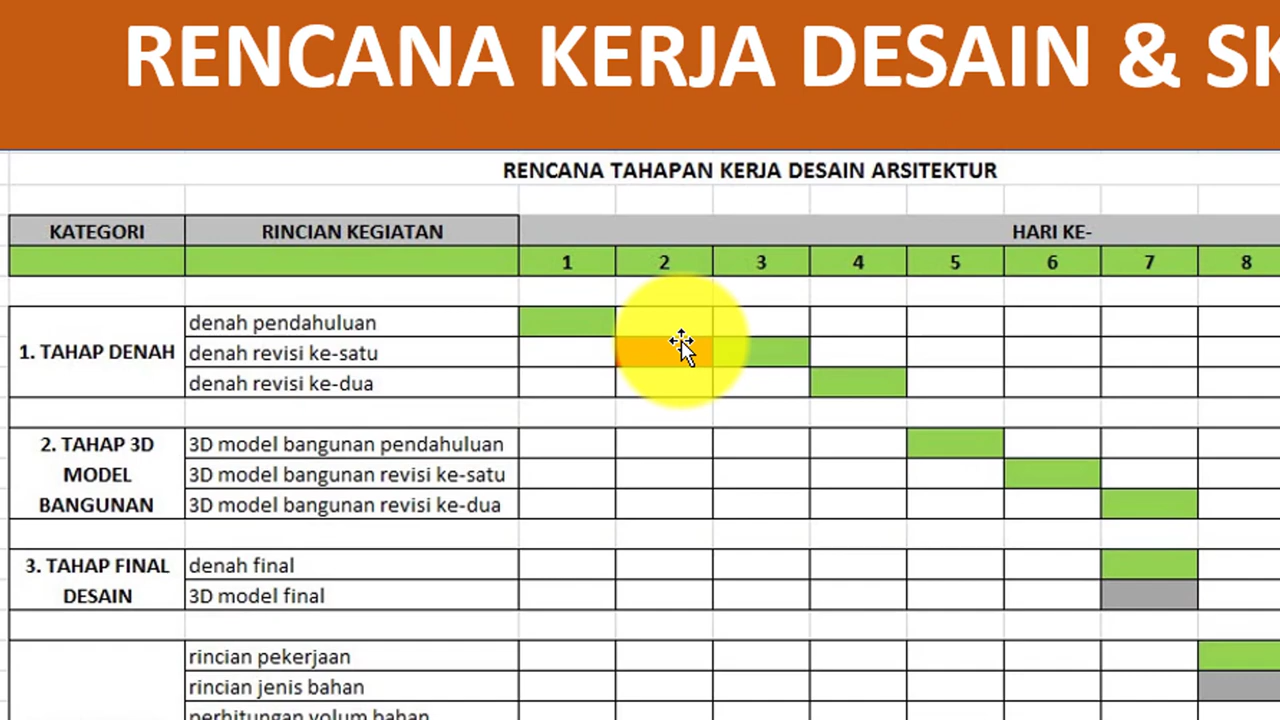 RENCANA KERJA DESAIN &
RENCANA TAHAPAN KERJA DESAIN ARSITEKTUR
KATEGORI RINCIAN KEGIATAN HARI KE-
1 2 3 4 5 6 7 8
1. TAHAP DENAH
denah pendahuluan
denah revisi ke-satu
denah revisi ke-dua
2. TAHAP 3D
MODEL
BANGUNAN
3D model bangunan pendahuluan
3D model bangunan revisi ke-satu
3D model bangunan revisi ke-dua
3. TAHAP FINAL
DESAIN
denah final
3D model final
rincian pekerjaan
rincian jenis bahan
perhitungan volum bahan